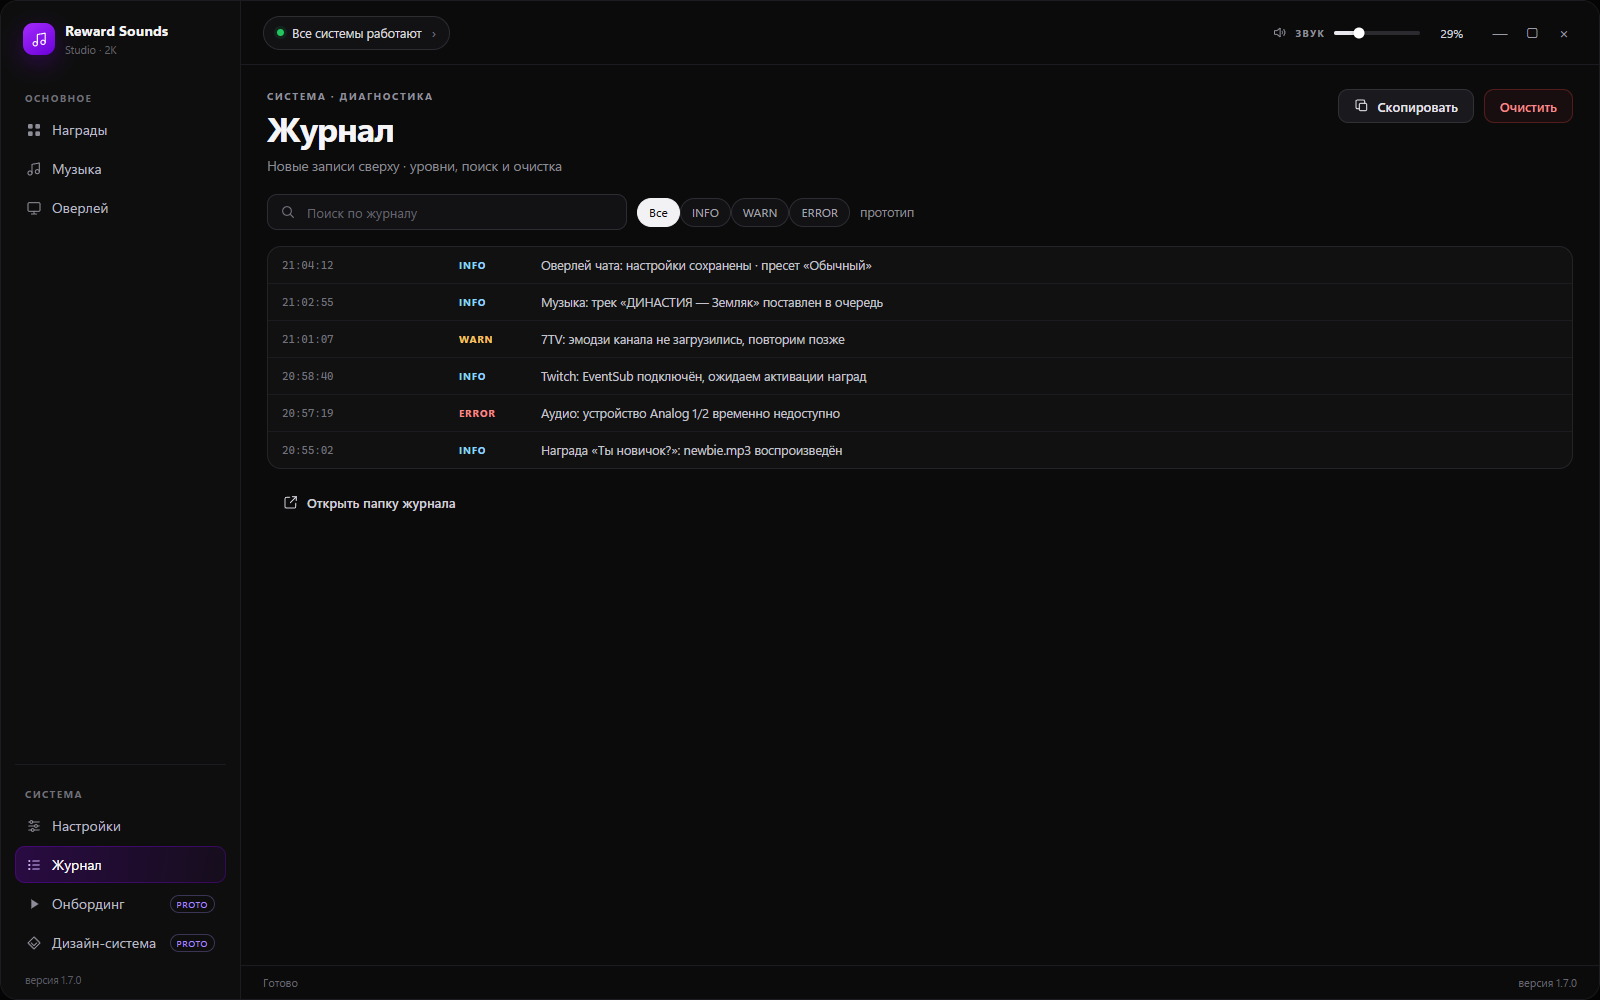 Reward Sounds
Studio · 2K
ОСНОВНОЕ
Награды
Музыка
Оверлей
СИСТЕМА
Настройки
Журнал
Онбординг PROTO
Дизайн-система PROTO
версия 1.7.0
Все системы работают ›
ЗВУК 29%
СИСТЕМА · ДИАГНОСТИКА
Журнал
Новые записи сверху · уровни, поиск и очистка
Скопировать
Очистить
Поиск по журналу
Все INFO WARN ERROR прототип
21:04:12 INFO Оверлей чата: настройки сохранены · пресет «Обычный»
21:02:55 INFO Музыка: трек «ДИНАСТИЯ — Земляк» поставлен в очередь
21:01:07 WARN 7TV: эмодзи канала не загрузились, повторим позже
20:58:40 INFO Twitch: EventSub подключён, ожидаем активации наград
20:57:19 ERROR Аудио: устройство Analog 1/2 временно недоступно
20:55:02 INFO Награда «Ты новичок?»: newbie.mp3 воспроизведён
Открыть папку журнала
Готово
версия 1.7.0